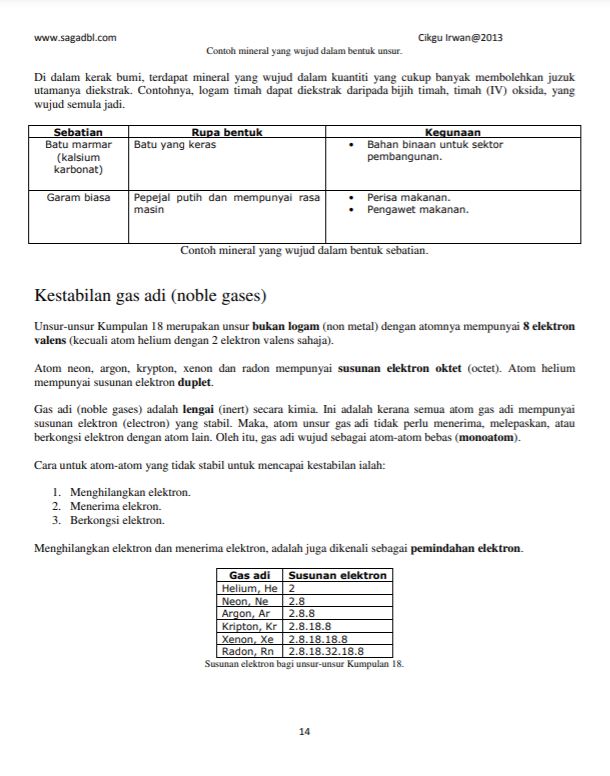 www.sagadbl.com Cikgu Irwan@2013
Contoh mineral yang wujud dalam bentuk unsur.
Di dalam kerak bumi, terdapat mineral yang wujud dalam kuantiti yang cukup banyak membolehkan juzuk
utamanya diekstrak. Contohnya, logam timah dapat diekstrak daripada bijih timah, timah (IV) oksida, yang
wujud semula jadi.
Sebatian Rupa bentuk Kegunaan
Batu marmar Batu yang keras • Bahan binaan untuk sektor
(kalsium pembangunan.
karbonat)
Garam biasa Pepejal putih dan mempunyai rasa • Perisa makanan.
masin • Pengawet makanan.
Contoh mineral yang wujud dalam bentuk sebatian.
Kestabilan gas adi (noble gases)
Unsur-unsur Kumpulan 18 merupakan unsur bukan logam (non metal) dengan atomnya mempunyai 8 elektron
valens (kecuali atom helium dengan 2 elektron valens sahaja).
Atom neon, argon, krypton, xenon dan radon mempunyai susunan elektron oktet (octet). Atom helium
mempunyai susunan elektron duplet.
Gas adi (noble gases) adalah lengai (inert) secara kimia. Ini adalah kerana semua atom gas adi mempunyai
susunan elektron (electron) yang stabil. Maka, atom unsur gas adi tidak perlu menerima, melepaskan, atau
berkongsi elektron dengan atom lain. Oleh itu, gas adi wujud sebagai atom-atom bebas (monoatom).
Cara untuk atom-atom yang tidak stabil untuk mencapai kestabilan ialah:
1. Menghilangkan elektron.
2. Menerima elekron.
3. Berkongsi elektron.
Menghilangkan elektron dan menerima elektron, adalah juga dikenali sebagai pemindahan elektron.
Gas adi Susunan elektron
Helium, He 2
Neon, Ne 2.8
Argon, Ar 2.8.8
Kripton, Kr 2.8.18.8
Xenon, Xe 2.8.18.18.8
Radon, Rn 2.8.18.32.18.8
Susunan elektron bagi unsur-unsur Kumpulan 18.
14